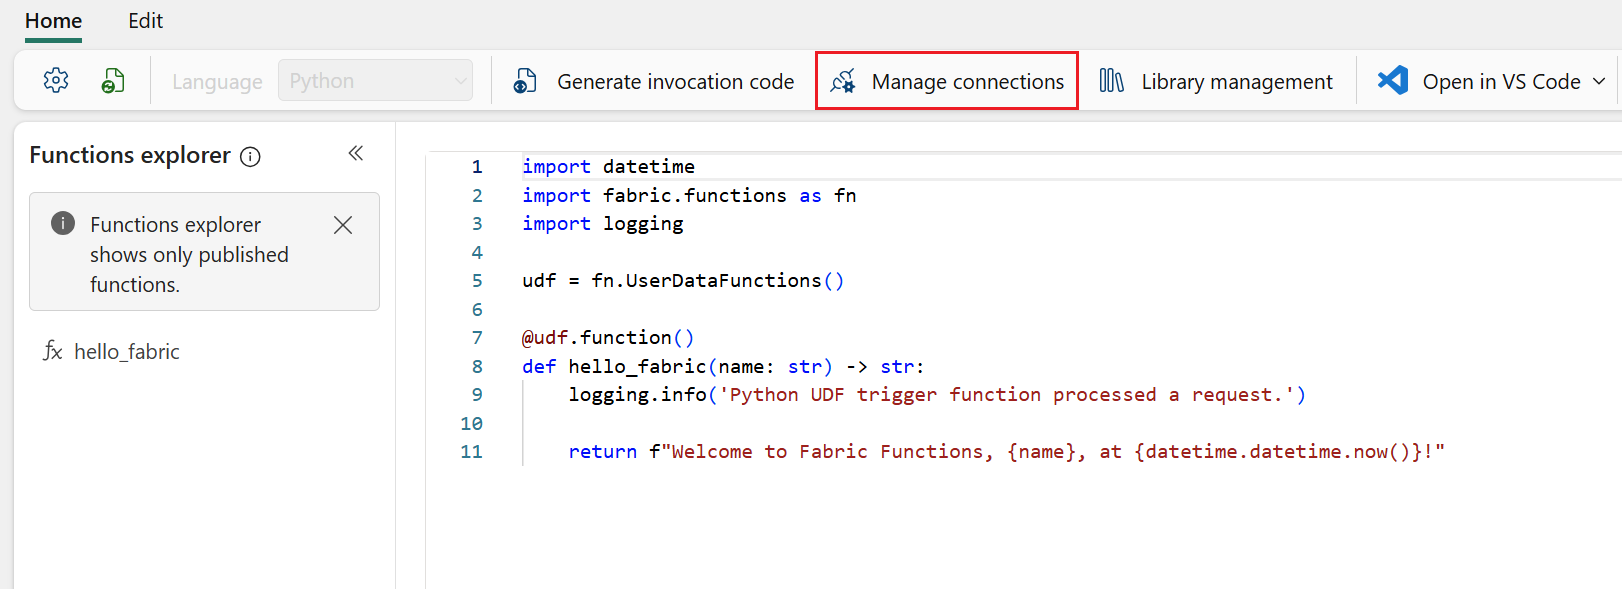 Home Edit
Language Python Generate invocation code Manage connections Library management Open in VS Code
Functions explorer
Functions explorer
shows only published
functions.
fx hello_fabric
1 import datetime
2 import fabric.functions as fn
3 import logging
4
5 udf = fn.UserDataFunctions()
6
7 @udf.function()
8 def hello_fabric(name: str) -> str:
9     logging.info('Python UDF trigger function processed a request.')
10
11     return f"Welcome to Fabric Functions, {name}, at {datetime.datetime.now()}!"